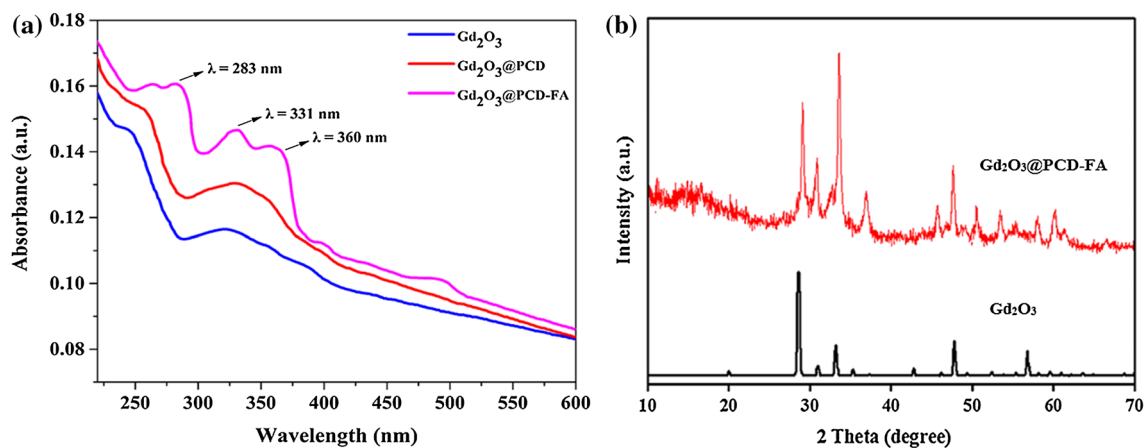 (a)
0.18
0.16
0.14
0.12
0.10
0.08
Absorbance (a.u.)
Gd₂O₃
Gd₂O₃@PCD
Gd₂O₃@PCD-FA
λ = 283 nm
λ = 331 nm
λ = 360 nm
250 300 350 400 450 500 550 600
Wavelength (nm)
(b)
Intensity (a.u.)
Gd₂O₃@PCD-FA
Gd₂O₃
10 20 30 40 50 60 70
2 Theta (degree)